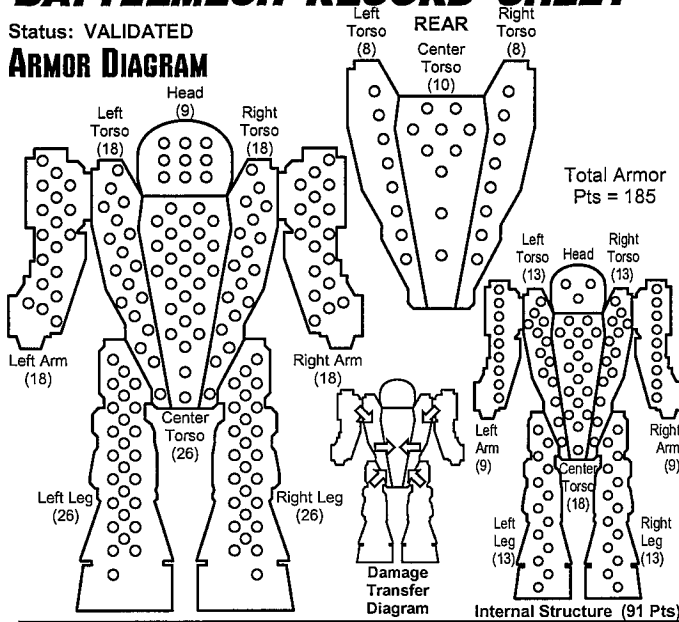 BATTLEMECH RECORD SHEET
Status: VALIDATED
ARMOR DIAGRAM
Head
(9)
Left
Torso
(18)
Right
Torso
(18)
Left Arm
(18)
Right Arm
(18)
Center
Torso
(26)
Left Leg
(26)
Right Leg
(26)
REAR
Left
Torso
(8)
Center
Torso
(10)
Right
Torso
(8)
Total Armor
Pts = 185
Left
Torso
(13)
Head
Right
Torso
(13)
Left
Arm
(9)
Right
Arm
(9)
Center
Torso
(18)
Left
Leg
(13)
Right
Leg
(13)
Damage
Transfer
Diagram
Internal Structure (91 Pts)